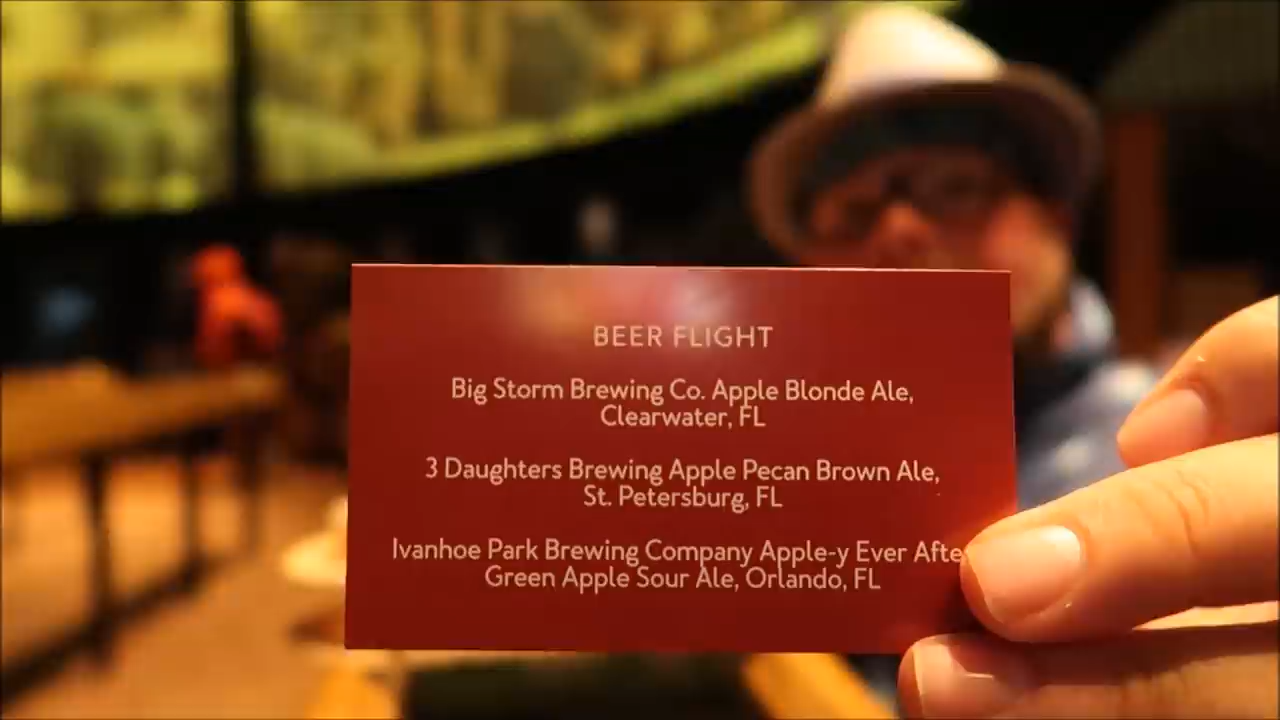 BEER FLIGHT
Big Storm Brewing Co. Apple Blonde Ale,
Clearwater, FL
3 Daughters Brewing Apple Pecan Brown Ale,
St. Petersburg, FL
Ivanhoe Park Brewing Company Apple-y Ever Afte
Green Apple Sour Ale, Orlando, FL